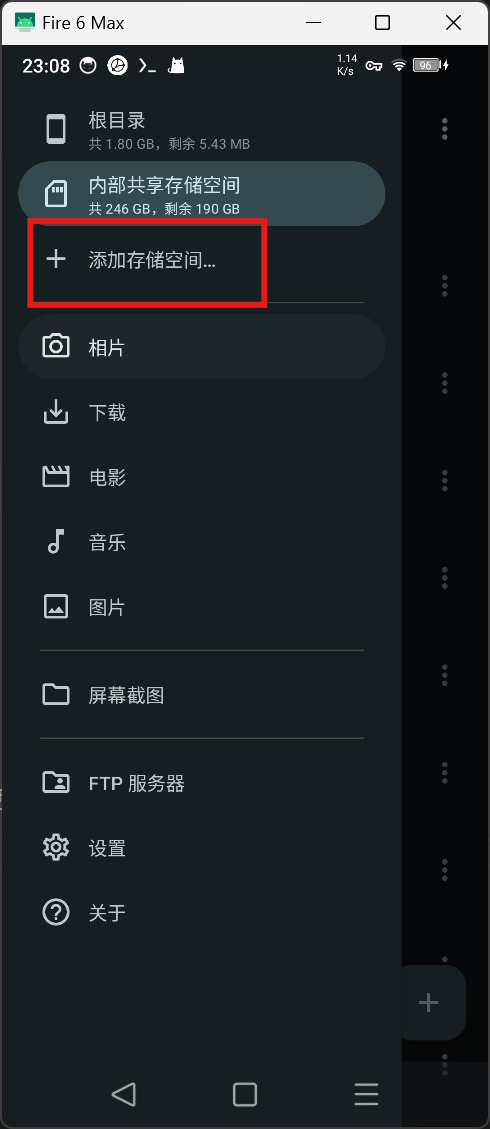 Fire 6 Max
23:08
1.14
K/s
96
根目录
共 1.80 GB，剩余 5.43 MB
内部共享存储空间
共 246 GB，剩余 190 GB
添加存储空间…
相片
下载
电影
音乐
图片
屏幕截图
FTP 服务器
设置
关于